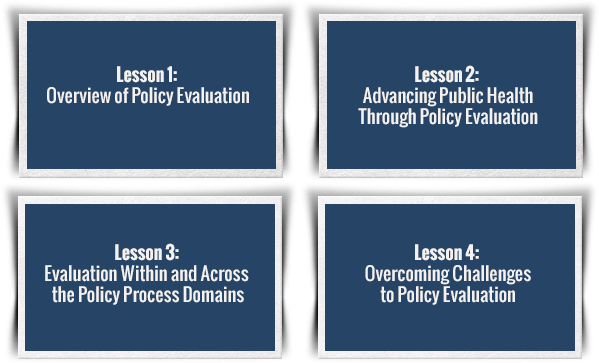 Lesson 1:
Overview of Policy Evaluation
Lesson 2:
Advancing Public Health
Through Policy Evaluation
Lesson 3:
Evaluation Within and Across
the Policy Process Domains
Lesson 4:
Overcoming Challenges
to Policy Evaluation